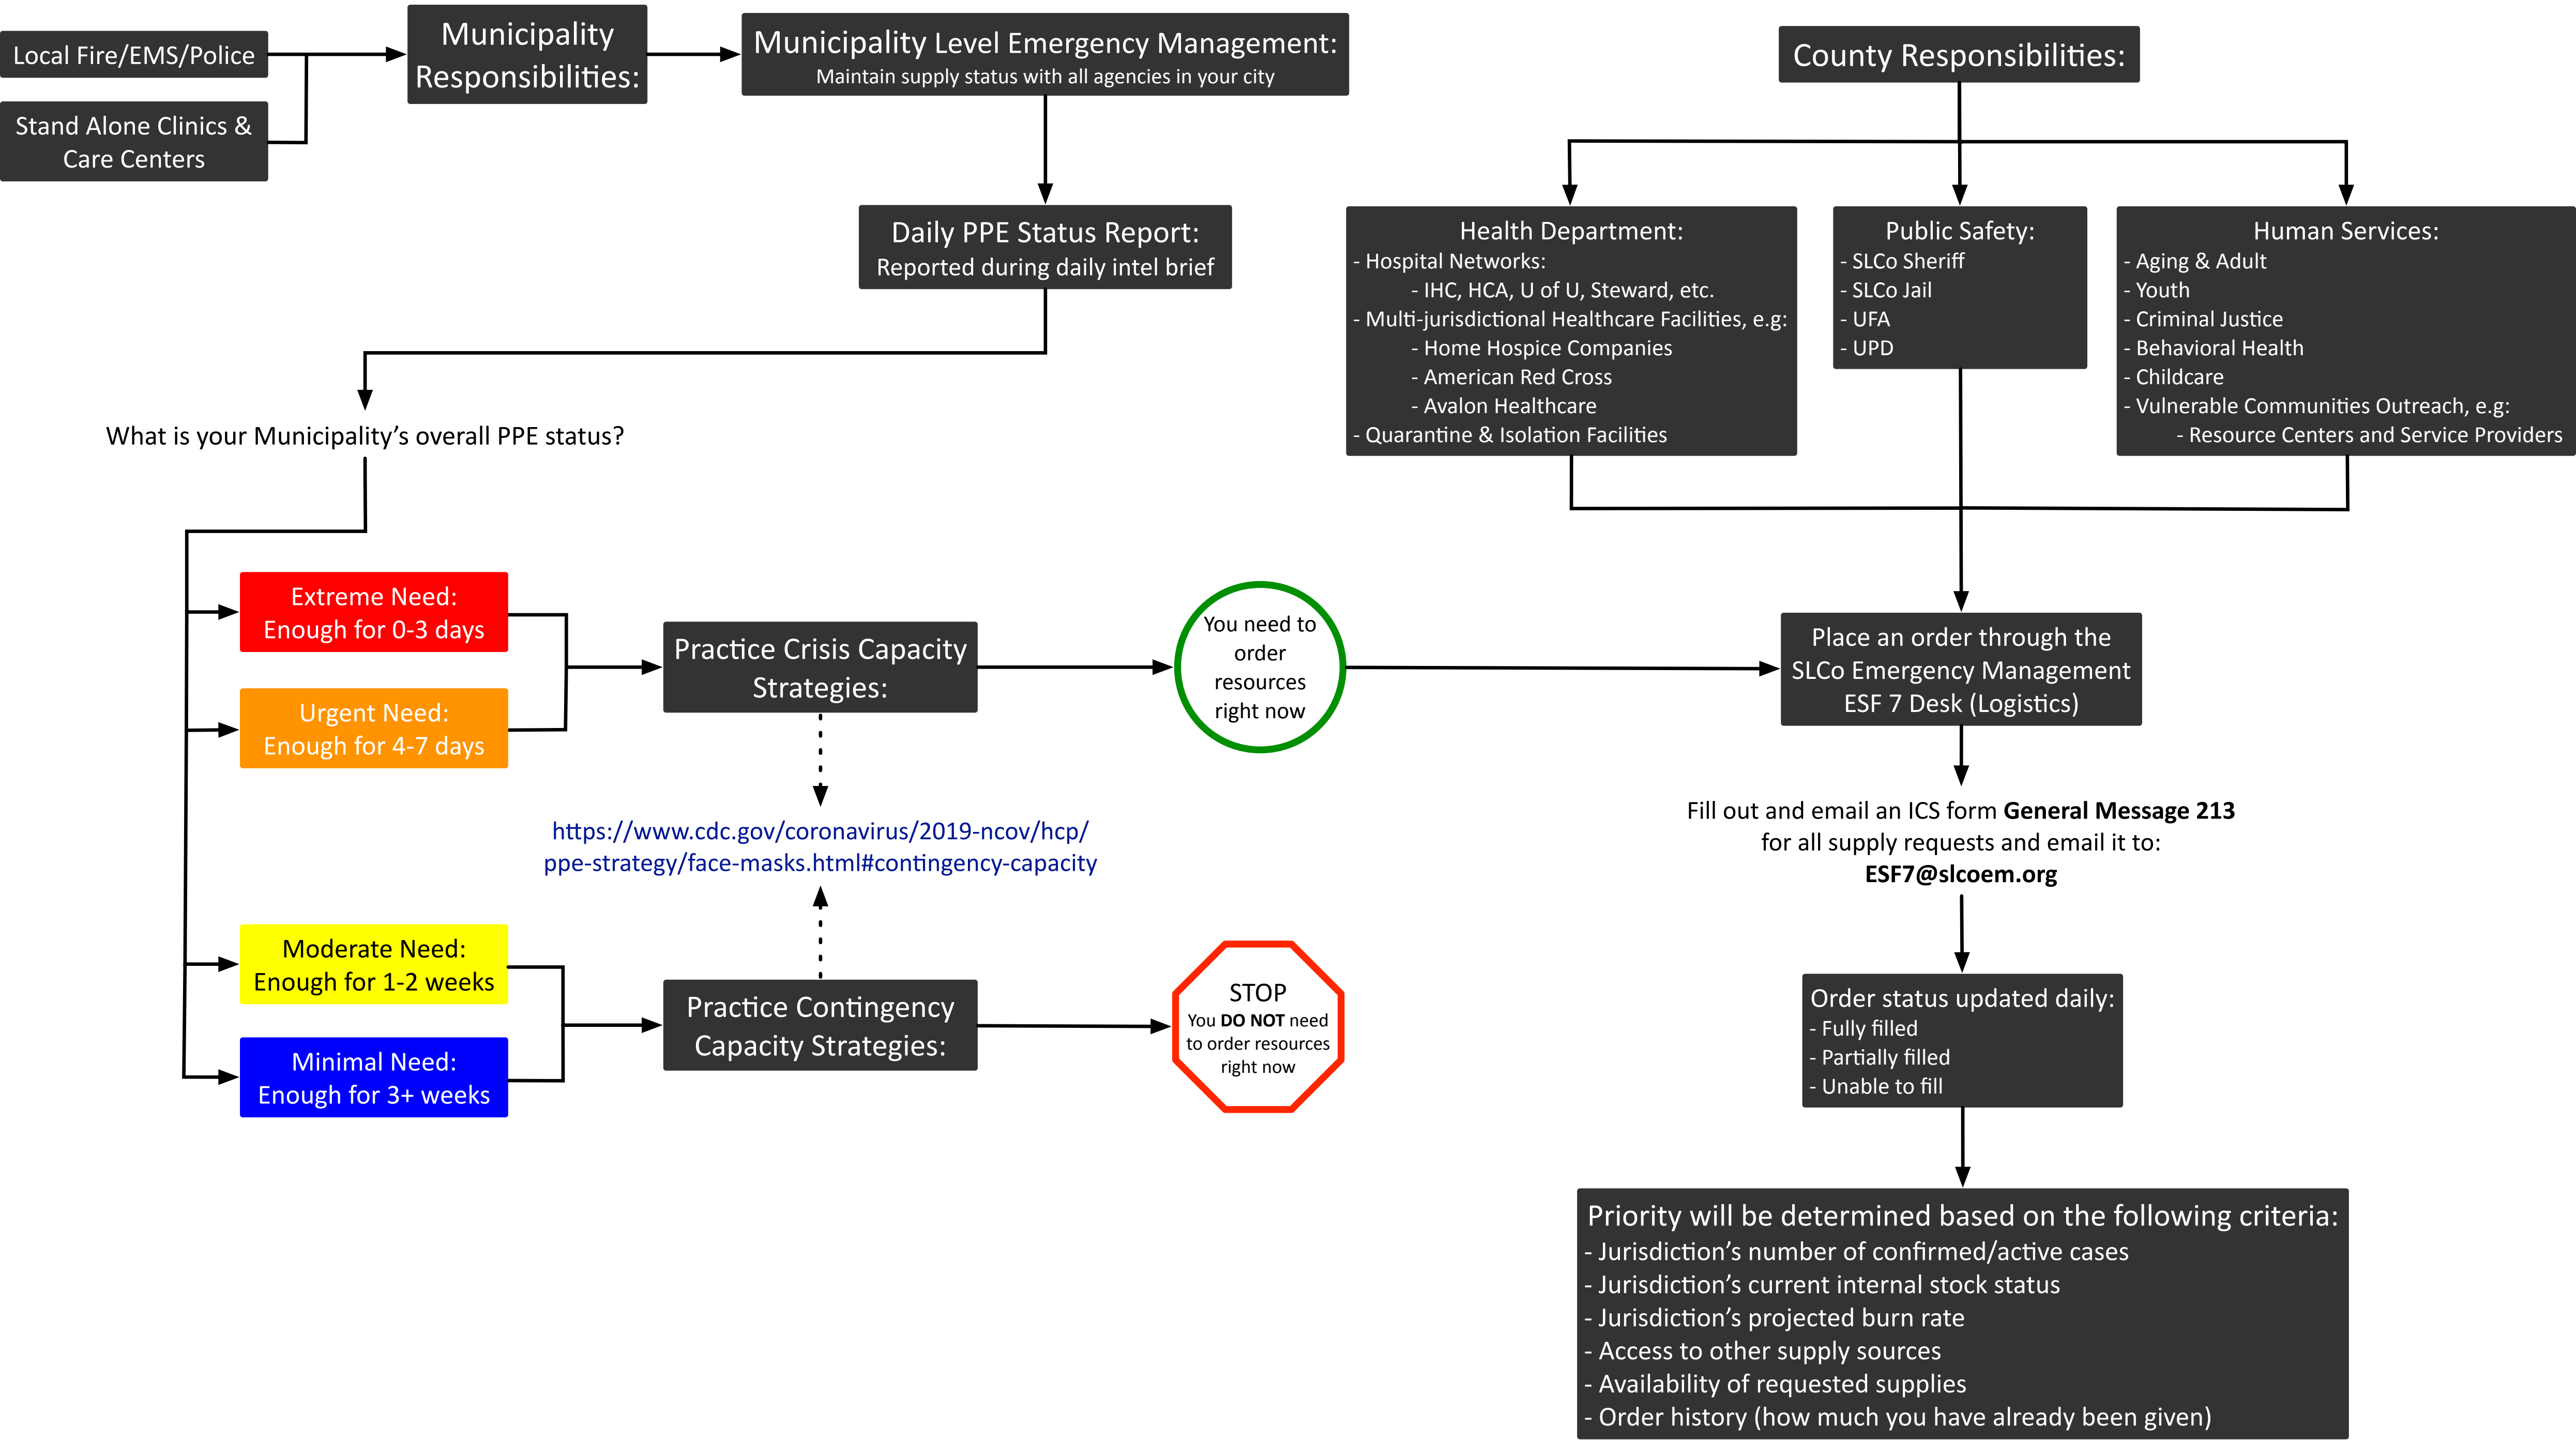 Local Fire/EMS/Police
Stand Alone Clinics &
Care Centers
Municipality
Responsibilities:
Municipality Level Emergency Management:
Maintain supply status with all agencies in your city
Daily PPE Status Report:
Reported during daily intel brief
What is your Municipality’s overall PPE status?
Extreme Need:
Enough for 0-3 days
Urgent Need:
Enough for 4-7 days
Moderate Need:
Enough for 1-2 weeks
Minimal Need:
Enough for 3+ weeks
Practice Crisis Capacity
Strategies:
https://www.cdc.gov/coronavirus/2019-ncov/hcp/
ppe-strategy/face-masks.html#contingency-capacity
Practice Contingency
Capacity Strategies:
You need to
order
resources
right now
STOP
You DO NOT need
to order resources
right now
County Responsibilities:
Health Department:
- Hospital Networks:
- IHC, HCA, U of U, Steward, etc.
- Multi-jurisdictional Healthcare Facilities, e.g:
- Home Hospice Companies
- American Red Cross
- Avalon Healthcare
- Quarantine & Isolation Facilities
Public Safety:
- SLCo Sheriff
- SLCo Jail
- UFA
- UPD
Human Services:
- Aging & Adult
- Youth
- Criminal Justice
- Behavioral Health
- Childcare
- Vulnerable Communities Outreach, e.g:
- Resource Centers and Service Providers
Place an order through the
SLCo Emergency Management
ESF 7 Desk (Logistics)
Fill out and email an ICS form General Message 213
for all supply requests and email it to:
ESF7@slcoem.org
Order status updated daily:
- Fully filled
- Partially filled
- Unable to fill
Priority will be determined based on the following criteria:
- Jurisdiction’s number of confirmed/active cases
- Jurisdiction’s current internal stock status
- Jurisdiction’s projected burn rate
- Access to other supply sources
- Availability of requested supplies
- Order history (how much you have already been given)